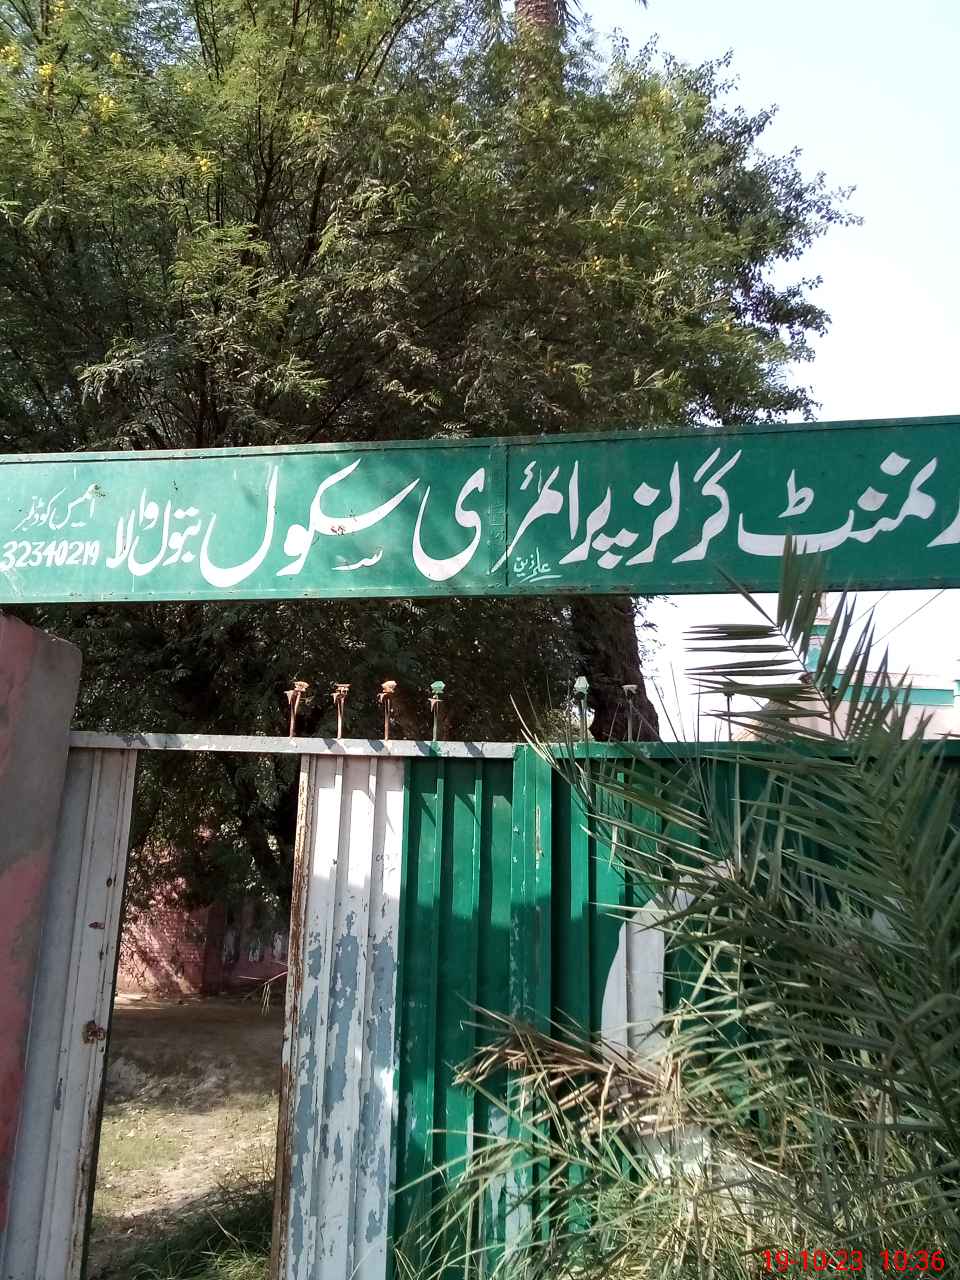 رنمنٹ گرلز پرائمری سکول بتول والا
ایمس کوڈ نمبر
32340219
19-10-23 10:36